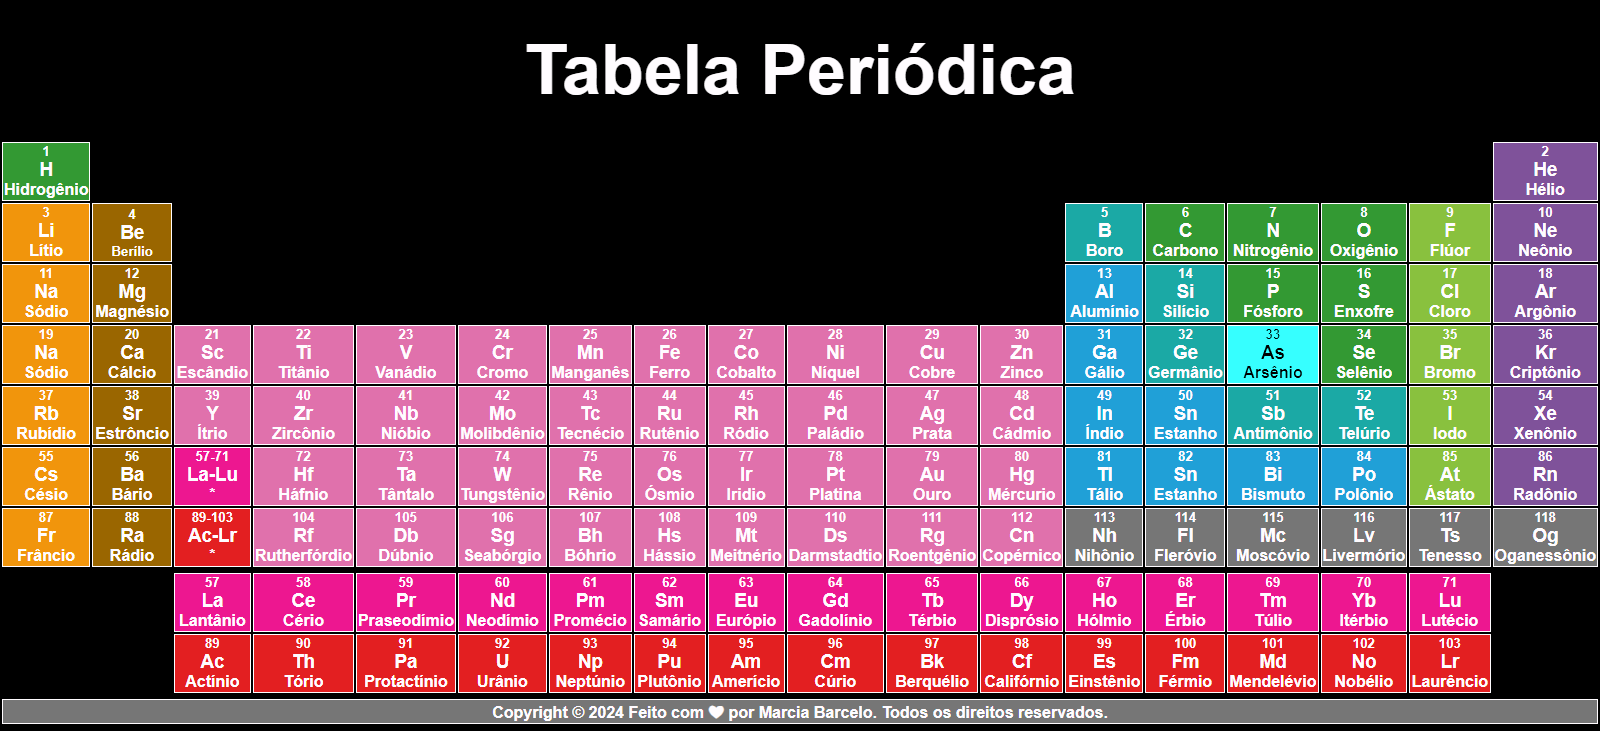 Tabela Periódica
1 2
H He
Hidrogênio Hélio
3 4 5 6 7 8 9 10
Li Be B C N O F Ne
Lítio Berílio Boro Carbono Nitrogênio Oxigênio Flúor Neônio
11 12 13 14 15 16 17 18
Na Mg Al Si P S Cl Ar
Sódio Magnésio Alumínio Silício Fósforo Enxofre Cloro Argônio
19 20 21 22 23 24 25 26 27 28 29 30 31 32 33 34 35 36
Na Ca Sc Ti V Cr Mn Fe Co Ni Cu Zn Ga Ge As Se Br Kr
Sódio Cálcio Escândio Titânio Vanádio Cromo Manganês Ferro Cobalto Níquel Cobre Zinco Gálio Germânio Arsênio Selênio Bromo Criptônio
37 38 39 40 41 42 43 44 45 46 47 48 49 50 51 52 53 54
Rb Sr Y Zr Nb Mo Tc Ru Rh Pd Ag Cd In Sn Sb Te I Xe
Rubídio Estrôncio Ítrio Zircônio Nióbio Molibdênio Tecnécio Rutênio Ródio Paládio Prata Cádmio Índio Estanho Antimônio Telúrio Iodo Xenônio
55 56 57-71 72 73 74 75 76 77 78 79 80 81 82 83 84 85 86
Cs Ba La-Lu Hf Ta W Re Os Ir Pt Au Hg Tl Sn Bi Po At Rn
Césio Bário * Háfnio Tântalo Tungstênio Rênio Ósmio Iridio Platina Ouro Mércurio Tálio Estanho Bismuto Polônio Ástato Radônio
87 88 89-103 104 105 106 107 108 109 110 111 112 113 114 115 116 117 118
Fr Ra Ac-Lr Rf Db Sg Bh Hs Mt Ds Rg Cn Nh Fl Mc Lv Ts Og
Frâncio Rádio * Rutherfórdio Dúbnio Seabórgio Bóhrio Hássio Meitnério Darmstadtio Roentgênio Copérnico Nihônio Fleróvio Moscóvio Livermório Tenesso Oganessônio
57 58 59 60 61 62 63 64 65 66 67 68 69 70 71
La Ce Pr Nd Pm Sm Eu Gd Tb Dy Ho Er Tm Yb Lu
Lantânio Cério Praseodímio Neodímio Promécio Samário Európio Gadolínio Térbio Disprósio Hólmio Érbio Túlio Itérbio Lutécio
89 90 91 92 93 94 95 96 97 98 99 100 101 102 103
Ac Th Pa U Np Pu Am Cm Bk Cf Es Fm Md No Lr
Actínio Tório Protactínio Urânio Neptúnio Plutônio Amerício Cúrio Berquélio Califórnio Einstênio Férmio Mendelévio Nobélio Laurêncio
Copyright © 2024 Feito com ❤ por Marcia Barcelo. Todos os direitos reservados.